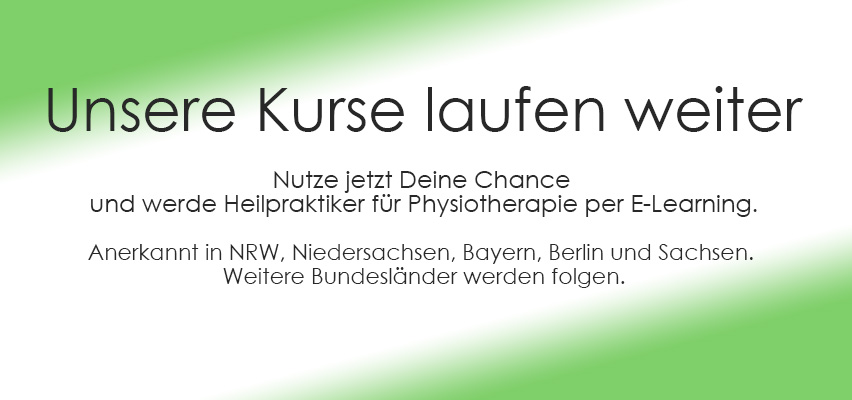 Unsere Kurse laufen weiter
Nutze jetzt Deine Chance
und werde Heilpraktiker für Physiotherapie per E-Learning.
Anerkannt in NRW, Niedersachsen, Bayern, Berlin und Sachsen.
Weitere Bundesländer werden folgen.